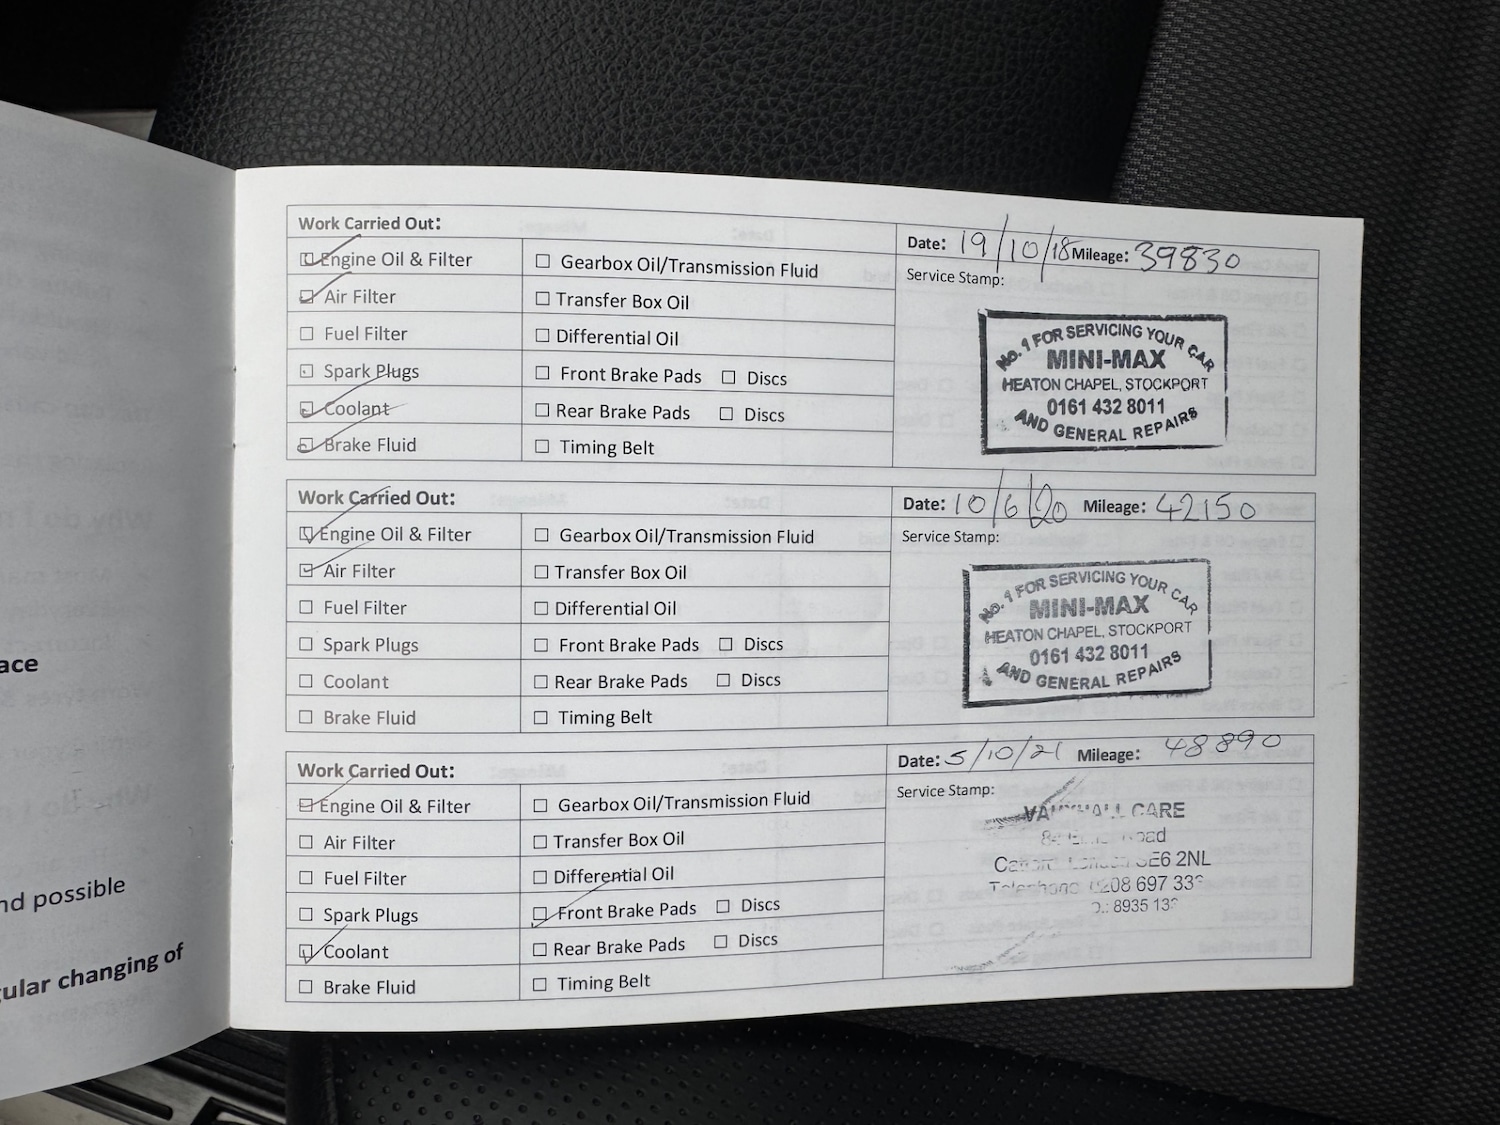 Work Carried Out:
Engine Oil & Filter
Gearbox Oil/Transmission Fluid
Air Filter
Transfer Box Oil
Fuel Filter
Differential Oil
Spark Plugs
Front Brake Pads Discs
Coolant
Rear Brake Pads Discs
Brake Fluid
Timing Belt
Date: 19/10/18 Mileage: 39830
Service Stamp:
No. 1 FOR SERVICING YOUR CAR
MINI-MAX
HEATON CHAPEL, STOCKPORT
0161 432 8011
AND GENERAL REPAIRS
Work Carried Out:
Engine Oil & Filter
Gearbox Oil/Transmission Fluid
Air Filter
Transfer Box Oil
Fuel Filter
Differential Oil
Spark Plugs
Front Brake Pads Discs
Coolant
Rear Brake Pads Discs
Brake Fluid
Timing Belt
Date: 10/6/20 Mileage: 42150
Service Stamp:
No. 1 FOR SERVICING YOUR CAR
MINI-MAX
HEATON CHAPEL, STOCKPORT
0161 432 8011
AND GENERAL REPAIRS
Work Carried Out:
Engine Oil & Filter
Gearbox Oil/Transmission Fluid
Air Filter
Transfer Box Oil
Fuel Filter
Differential Oil
Spark Plugs
Front Brake Pads Discs
Coolant
Rear Brake Pads Discs
Brake Fluid
Timing Belt
Date: 5/10/21 Mileage: 48890
Service Stamp:
VAUXHALL CARE
SE6 2NL
697
8935
ace
nd possible
gular changing of